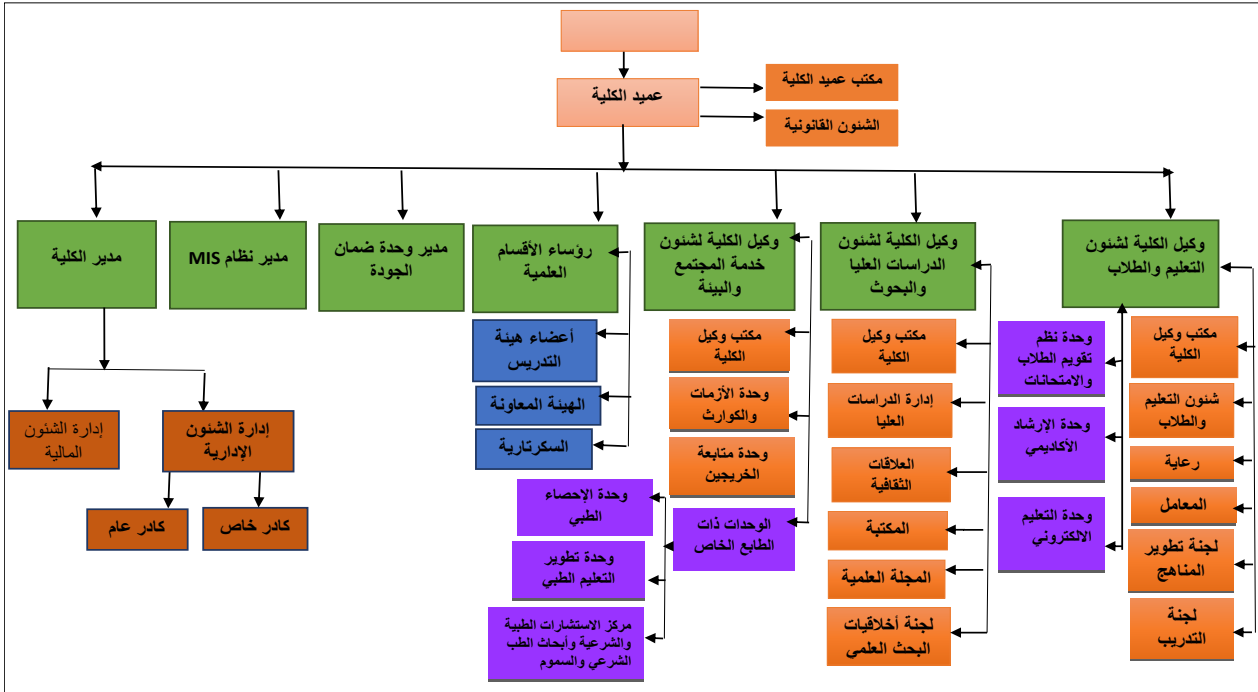 عميد الكلية
مكتب عميد الكلية
الشئون القانونية
وكيل الكلية لشئون
التعليم والطلاب
وكيل الكلية لشئون
الدراسات العليا
والبحوث
وكيل الكلية لشئون
خدمة المجتمع
والبيئة
رؤساء الأقسام
العلمية
مدير وحدة ضمان
الجودة
مدير نظام MIS
مدير الكلية
مكتب وكيل
الكلية
شئون التعليم
والطلاب
رعاية
المعامل
لجنة تطوير
المناهج
لجنة
التدريب
وحدة نظم
تقويم الطلاب
والامتحانات
وحدة الإرشاد
الأكاديمي
وحدة التعليم
الالكتروني
مكتب وكيل
الكلية
إدارة الدراسات
العليا
العلاقات
الثقافية
المكتبة
المجلة العلمية
لجنة أخلاقيات
البحث العلمي
مكتب وكيل
الكلية
وحدة الأزمات
والكوارث
وحدة متابعة
الخريجين
الوحدات ذات
الطابع الخاص
وحدة الإحصاء
الطبي
وحدة تطوير
التعليم الطبي
مركز الاستشارات الطبية
والشرعية وأبحاث الطب
الشرعي والسموم
أعضاء هيئة
التدريس
الهيئة المعاونة
السكرتارية
إدارة الشئون
الإدارية
إدارة الشئون
المالية
كادر خاص
كادر عام